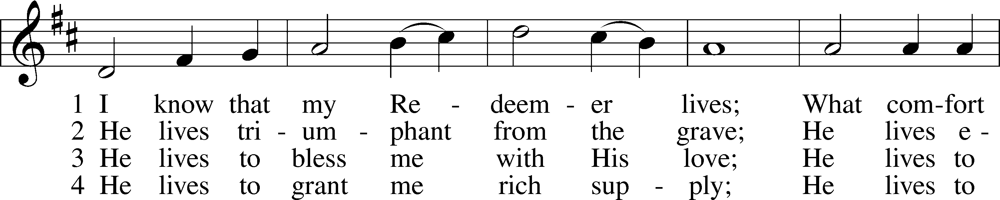 1 I know that my Re - deem - er lives; What com-fort
2 He lives tri - um - phant from the grave; He lives e -
3 He lives to bless me with His love; He lives to
4 He lives to grant me rich sup - ply; He lives to